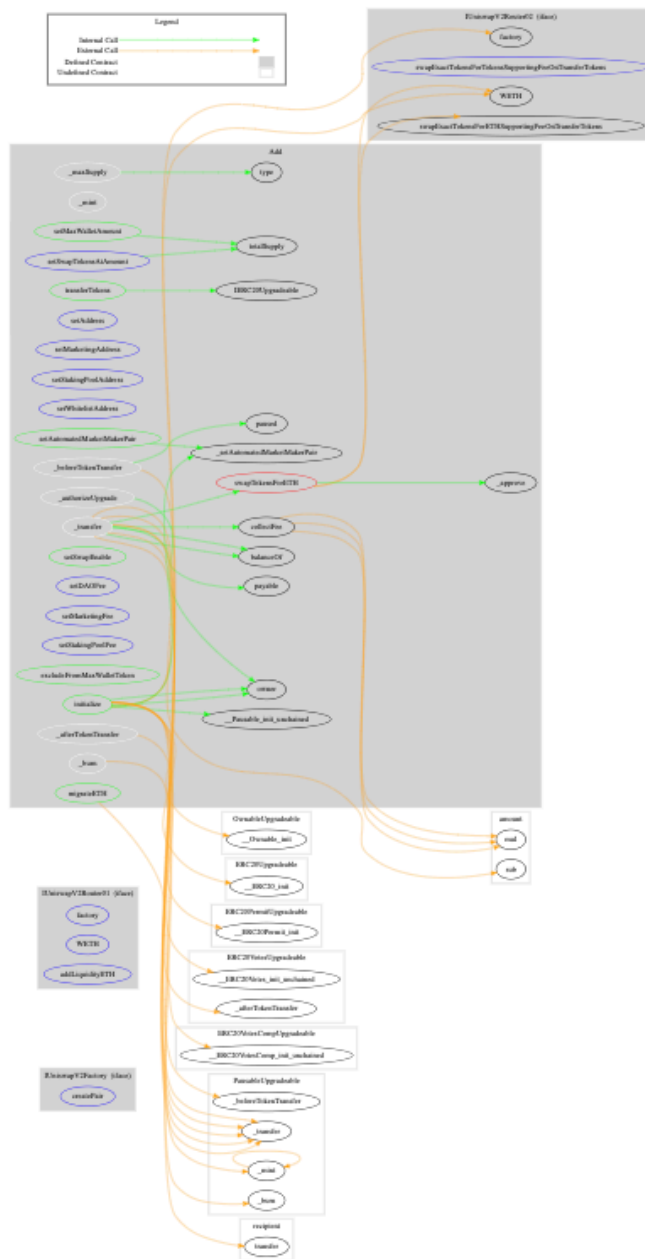 Legend
Internal Call
External Call
Defined Contract
Undefined Contract
IUniswapV2Router02 (iface)
factory
swapExactTokensForTokensSupportingFeeOnTransferTokens
WETH
swapExactTokensForETHSupportingFeeOnTransferTokens
Add
_maxSupply
type
_mint
setMaxWalletAmount
totalSupply
setSwapTokensAtAmount
transferTokens
IERC20Upgradeable
setAddress
setMarketingAddress
setStakingPoolAddress
setWhitelistAddress
paused
setAutomatedMarketMakerPair
_setAutomatedMarketMakerPair
_beforeTokenTransfer
swapTokensForETH
_approve
_authorizeUpgrade
_transfer
collectFee
setSwapEnable
balanceOf
setDAOFee
payable
setMarketingFee
setStakingPoolFee
excludeFromMaxWalletToken
owner
initialize
__Pausable_init_unchained
_afterTokenTransfer
_burn
migrateETH
OwnableUpgradeable
__Ownable_init
amount
mul
sub
ERC20Upgradeable
__ERC20_init
IUniswapV2Router01 (iface)
factory
WETH
addLiquidityETH
ERC20PermitUpgradeable
__ERC20Permit_init
ERC20VotesUpgradeable
__ERC20Votes_init_unchained
_afterTokenTransfer
ERC20VotesCompUpgradeable
__ERC20VotesComp_init_unchained
IUniswapV2Factory (iface)
createPair
PausableUpgradeable
_beforeTokenTransfer
_transfer
_mint
_burn
recipient
transfer